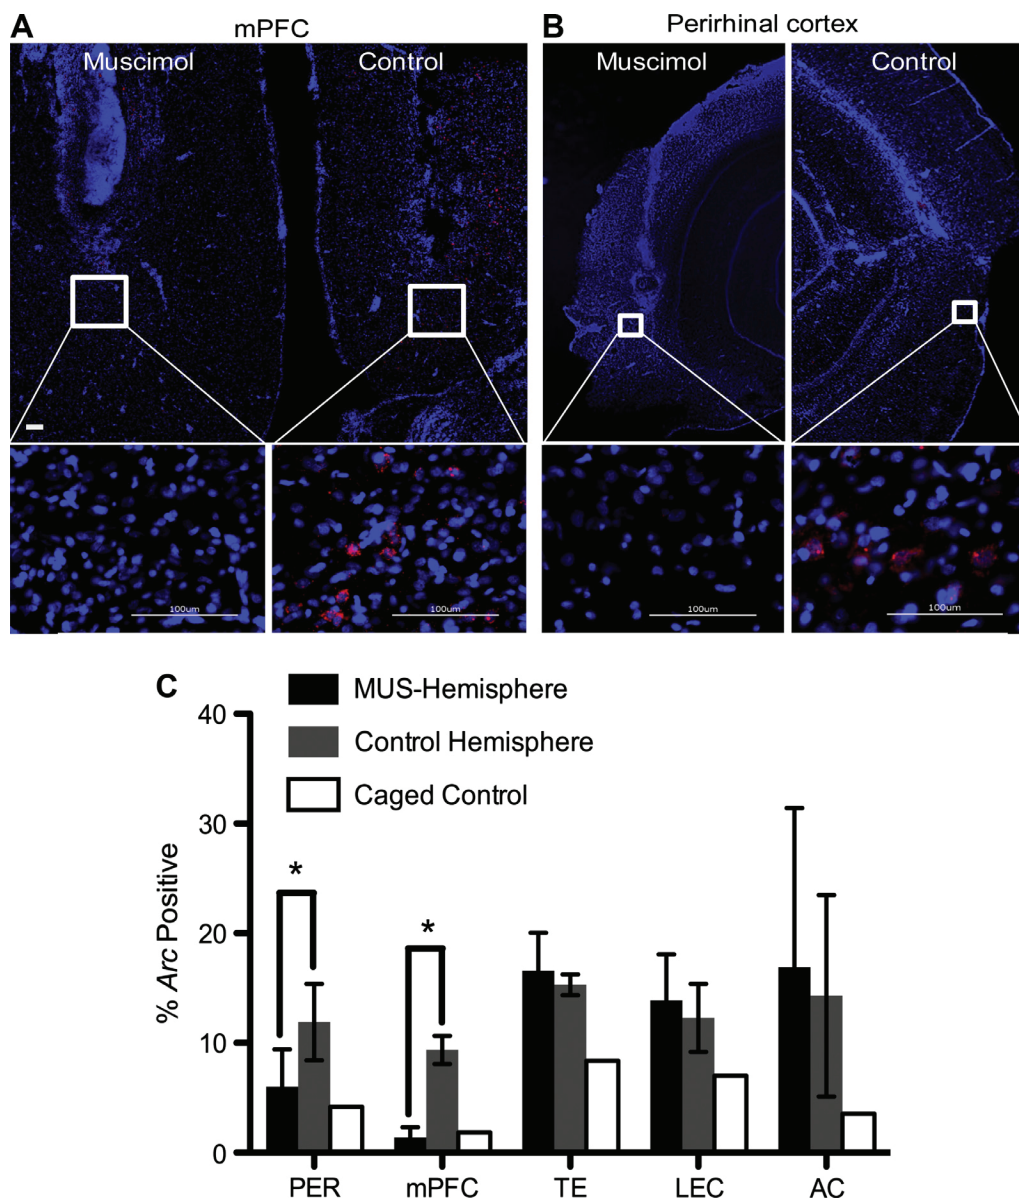 A
mPFC
B
Perirhinal cortex
Muscimol
Control
Muscimol
Control
100um
100um
100um
100um
C
MUS-Hemisphere
Control Hemisphere
Caged Control
% Arc Positive
40
30
20
10
0
*
*
PER
mPFC
TE
LEC
AC